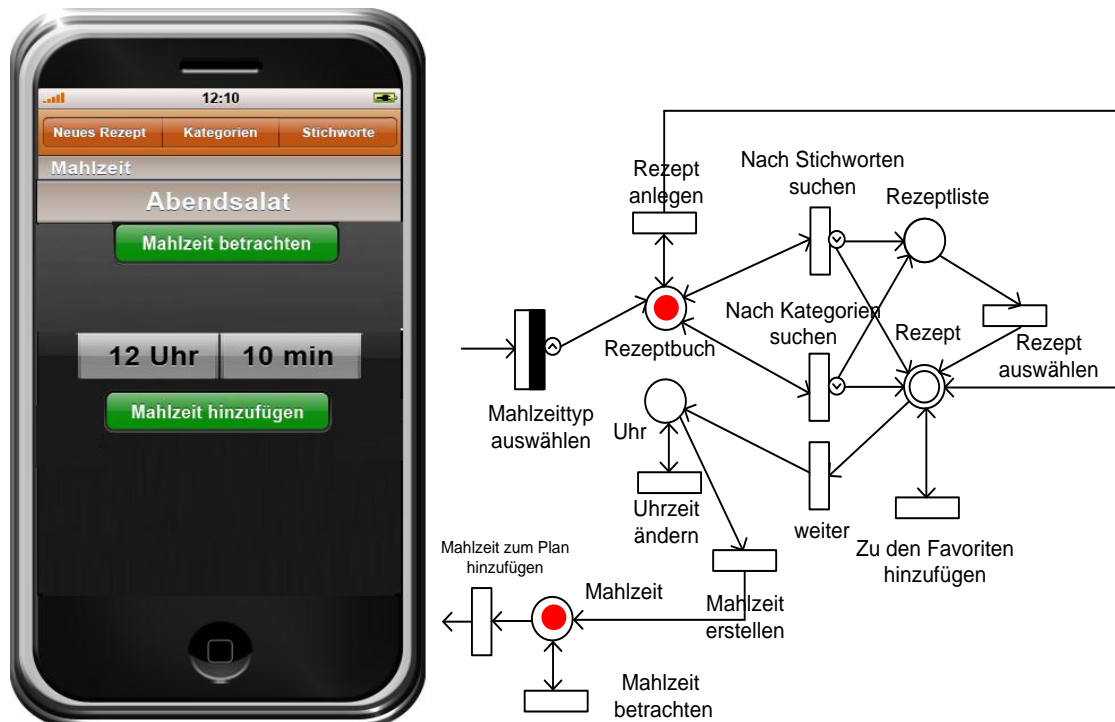 12:10
Neues Rezept Kategorien Stichworte
Mahlzeit
Abendsalat
Mahlzeit betrachten
12 Uhr 10 min
Mahlzeit hinzufügen
Rezept
anlegen
Nach Stichworten
suchen
Rezeptliste
Rezeptbuch
Nach Kategorien
suchen
Rezept
Rezept
auswählen
Mahlzeittyp
auswählen
Uhr
Uhrzeit
ändern
weiter
Zu den Favoriten
hinzufügen
Mahlzeit zum Plan
hinzufügen
Mahlzeit
Mahlzeit
erstellen
Mahlzeit
betrachten